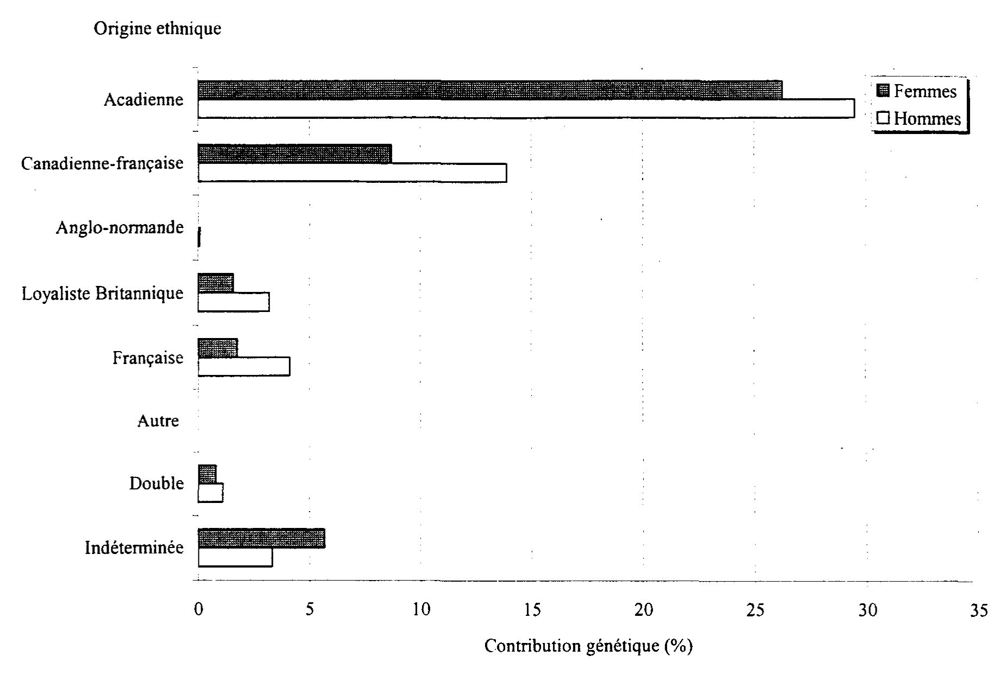 Origine ethnique
Femmes
Hommes
Acadienne
Canadienne-française
Anglo-normande
Loyaliste Britannique
Française
Autre
Double
Indéterminée
0 5 10 15 20 25 30 35
Contribution génétique (%)